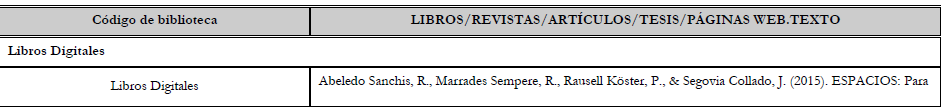 Código de biblioteca LIBROS/REVISTAS/ARTÍCULOS/TESIS/PÁGINAS WEB.TEXTO
Libros Digitales
Libros Digitales Abeledo Sanchis, R., Marrades Sempere, R., Rausell Köster, P., & Segovia Collado, J. (2015). ESPACIOS: Para